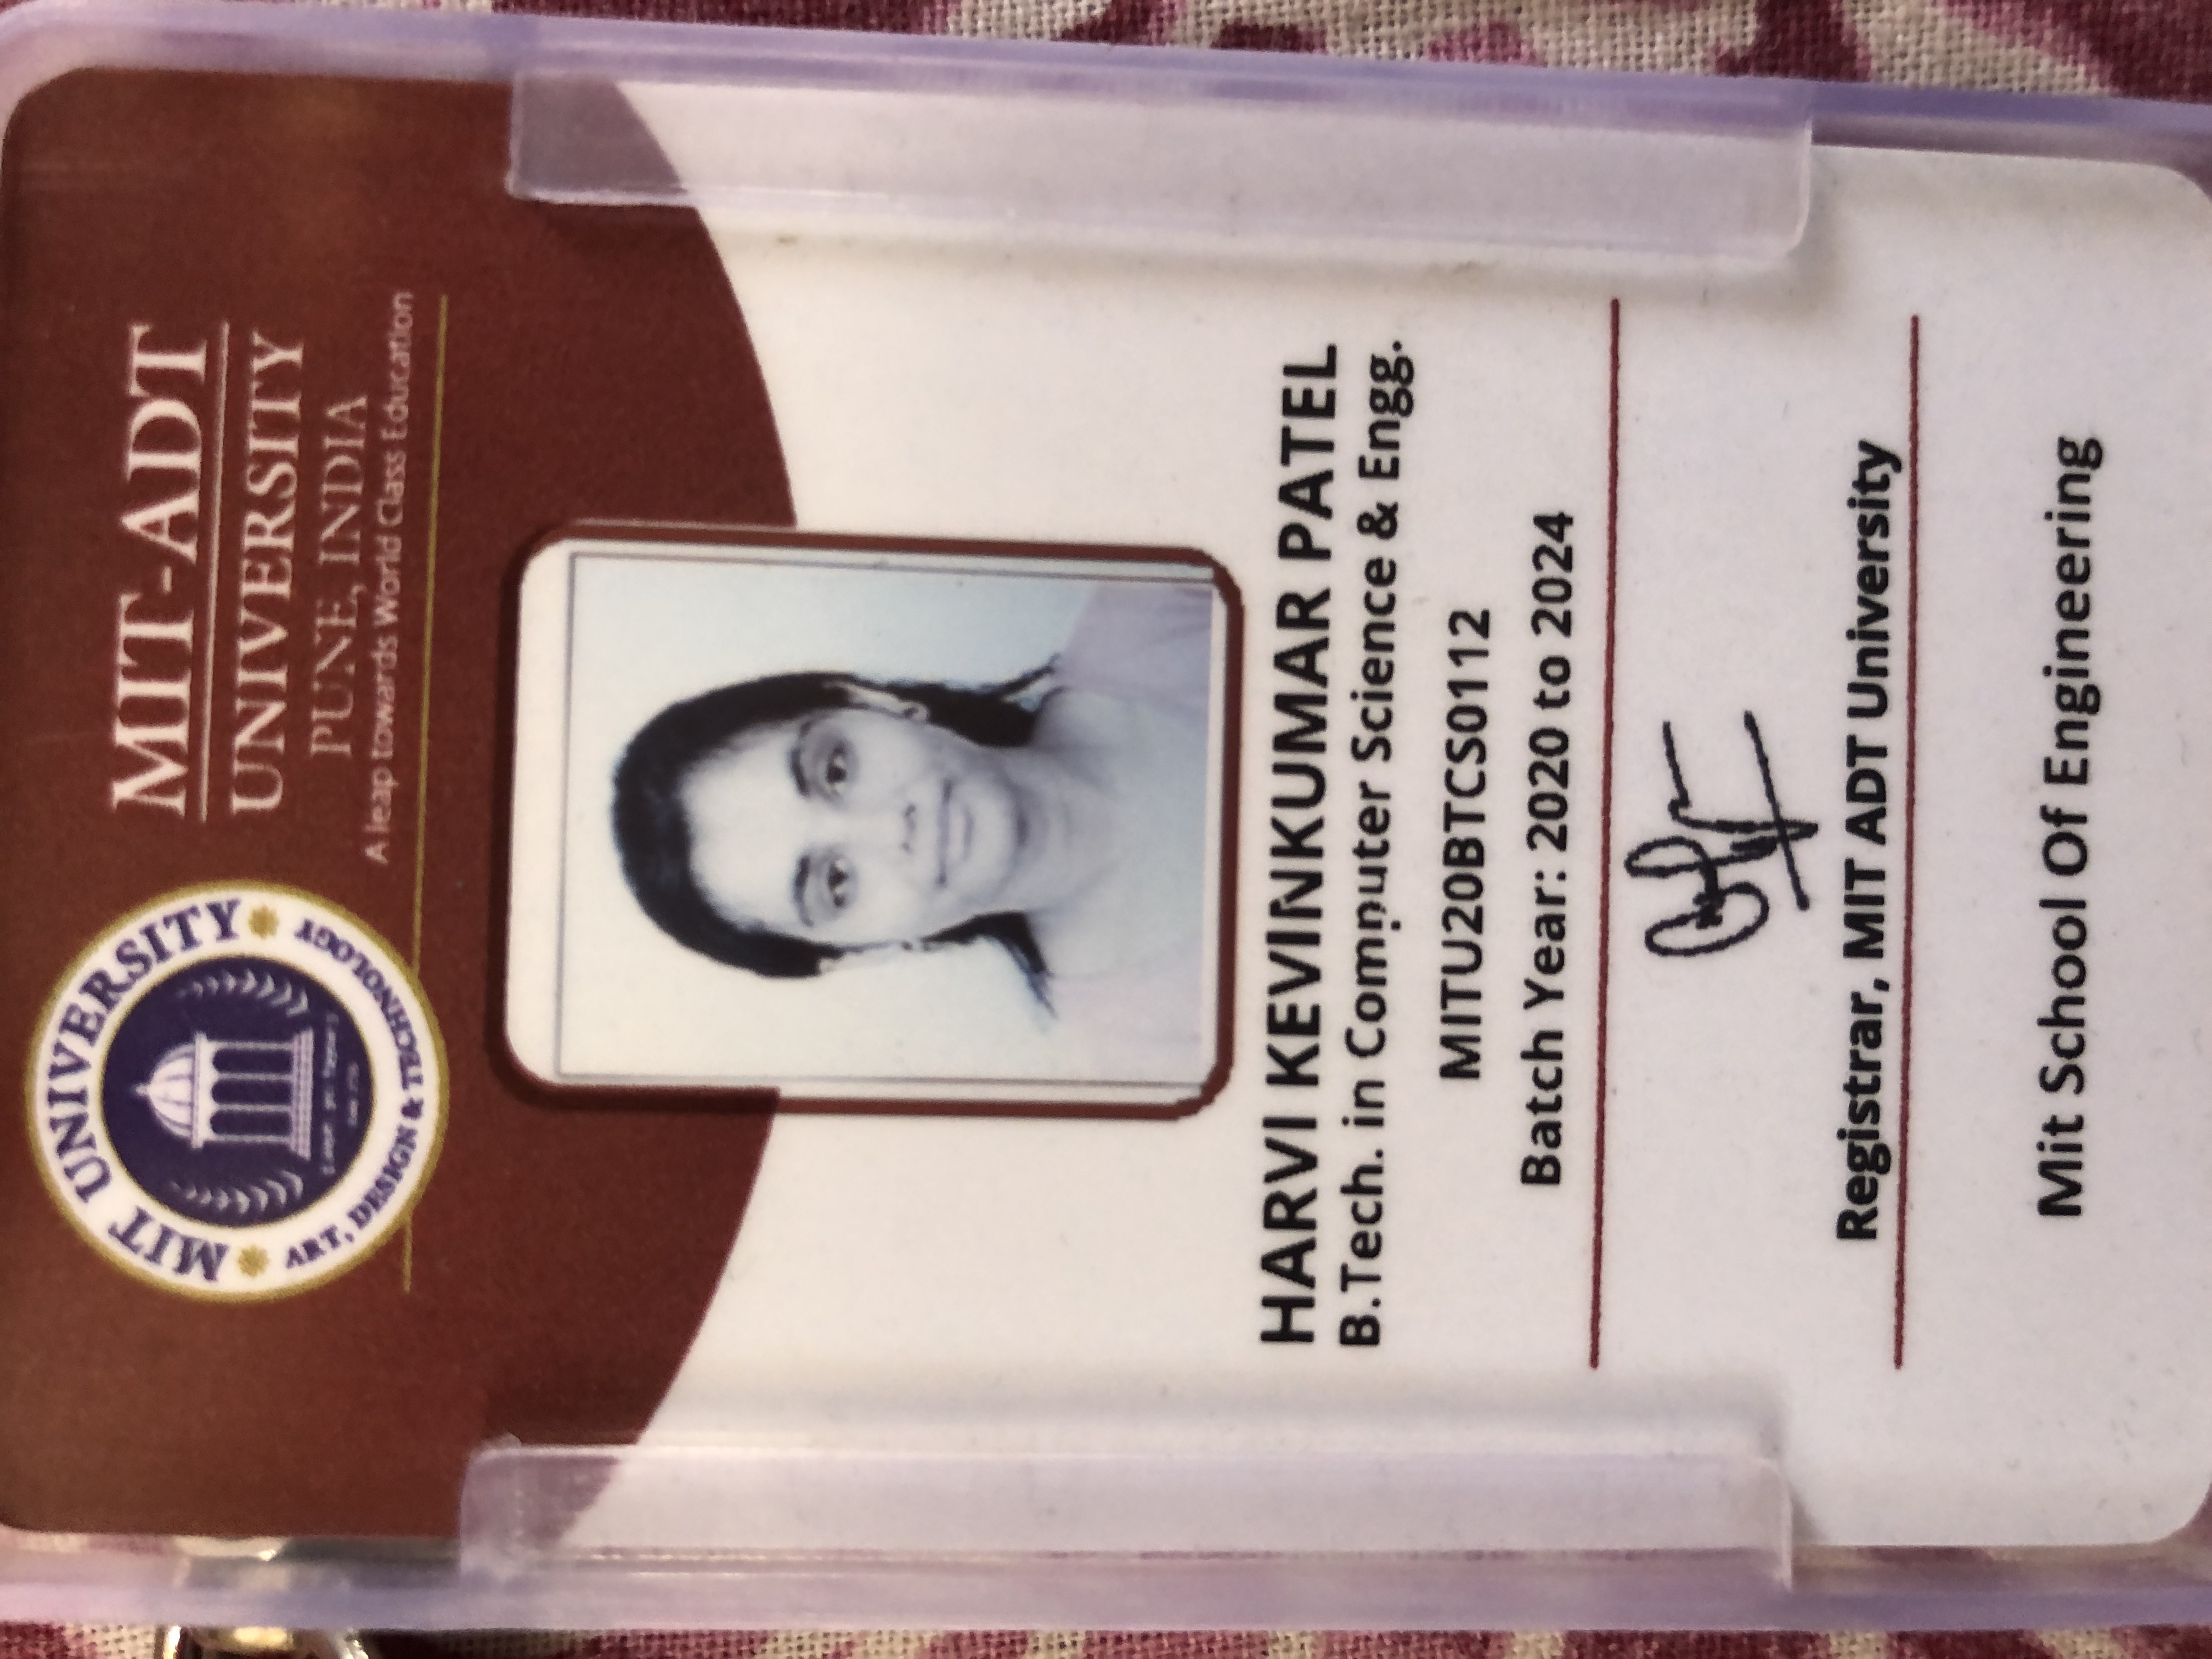 MIT UNIVERSITY
ART, DESIGN & TECHNOLOGY
MIT-ADT
UNIVERSITY
PUNE, INDIA
A leap towards World Class Education
HARVI KEVINKUMAR PATEL
B.Tech. in Computer Science & Engg.
MITU20BTCS0112
Batch Year: 2020 to 2024
Registrar, MIT ADT University
Mit School Of Engineering